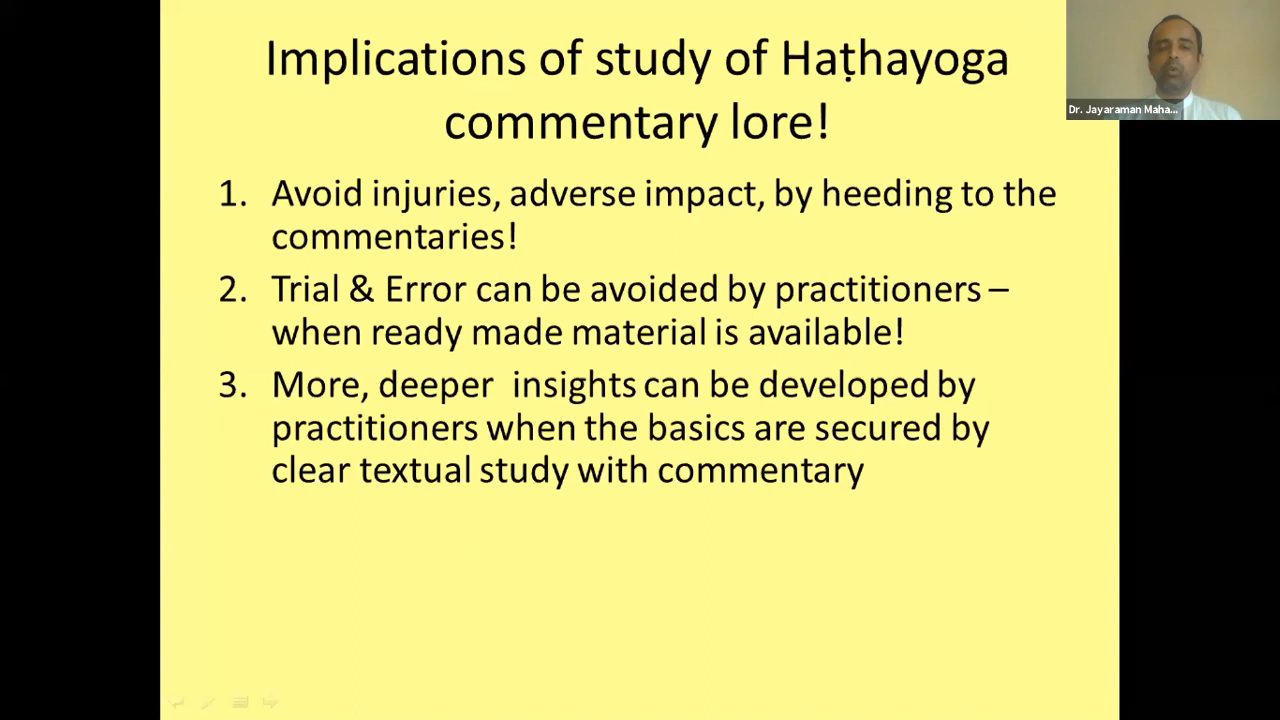 Implications of study of Haṭhayoga
commentary lore!
Dr. Jayaraman Maha...
1. Avoid injuries, adverse impact, by heeding to the
commentaries!
2. Trial & Error can be avoided by practitioners –
when ready made material is available!
3. More, deeper  insights can be developed by
practitioners when the basics are secured by
clear textual study with commentary